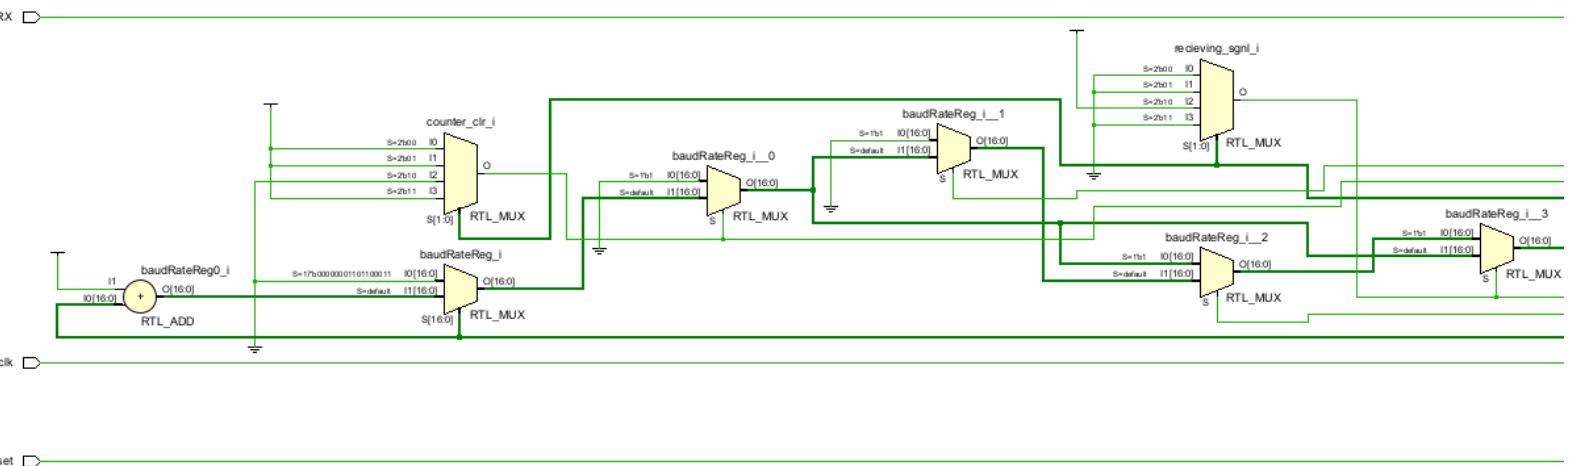 RX
recieving_sgnl_i
S=2'b00 I0
S=2'b01 I1
S=2'b10 I2
S=2'b11 I3
O
S[1:0]
RTL_MUX
counter_clr_i
S=2'b00 I0
S=2'b01 I1
S=2'b10 I2
S=2'b11 I3
O
S[1:0]
RTL_MUX
baudRateReg_i__1
S=1'b1 I0[16:0]
S=default I1[16:0]
O[16:0]
S
RTL_MUX
baudRateReg_i__0
S=1'b1 I0[16:0]
S=default I1[16:0]
O[16:0]
S
RTL_MUX
baudRateReg_i__3
S=1'b1 I0[16:0]
S=default I1[16:0]
O[16:0]
S
RTL_MUX
baudRateReg_i__2
S=1'b1 I0[16:0]
S=default I1[16:0]
O[16:0]
S
RTL_MUX
baudRateReg_i
I0[16:0]
S=default I1[16:0]
O[16:0]
S[16:0]
RTL_MUX
baudRateReg0_i
I1
I0[16:0]
+
O[16:0]
RTL_ADD
clk
set